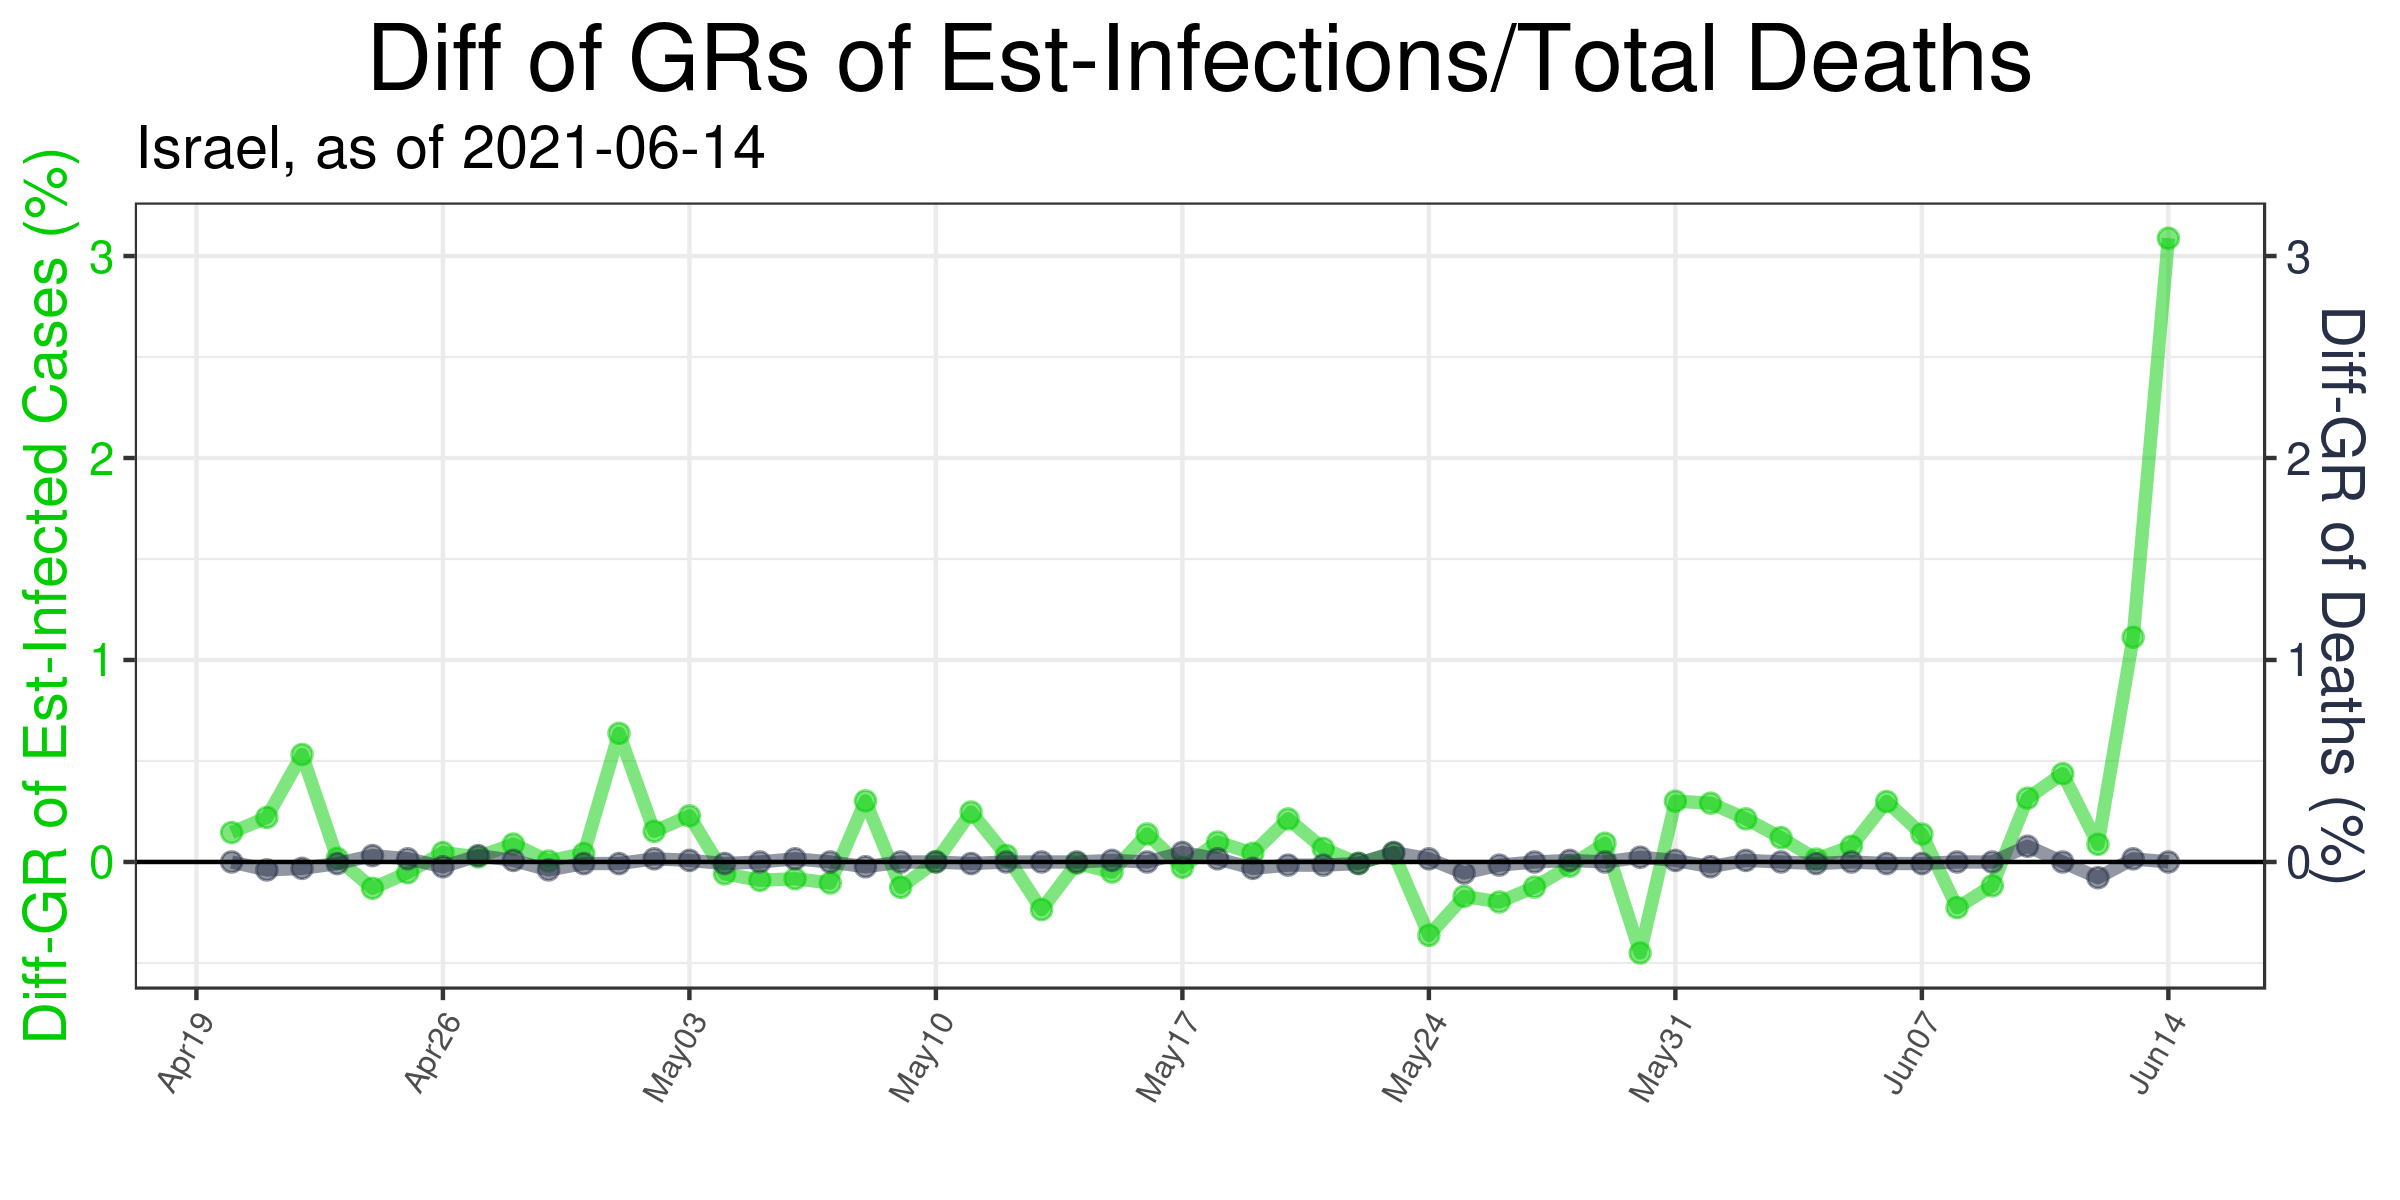 Diff of GRs of Est-Infections/Total Deaths
Israel, as of 2021-06-14
Diff-GR of Est-Infected Cases (%)
3
2
1
0
3
2
1
0
Diff-GR of Deaths (%)
Apr19
Apr26
May03
May10
May17
May24
May31
Jun07
Jun14